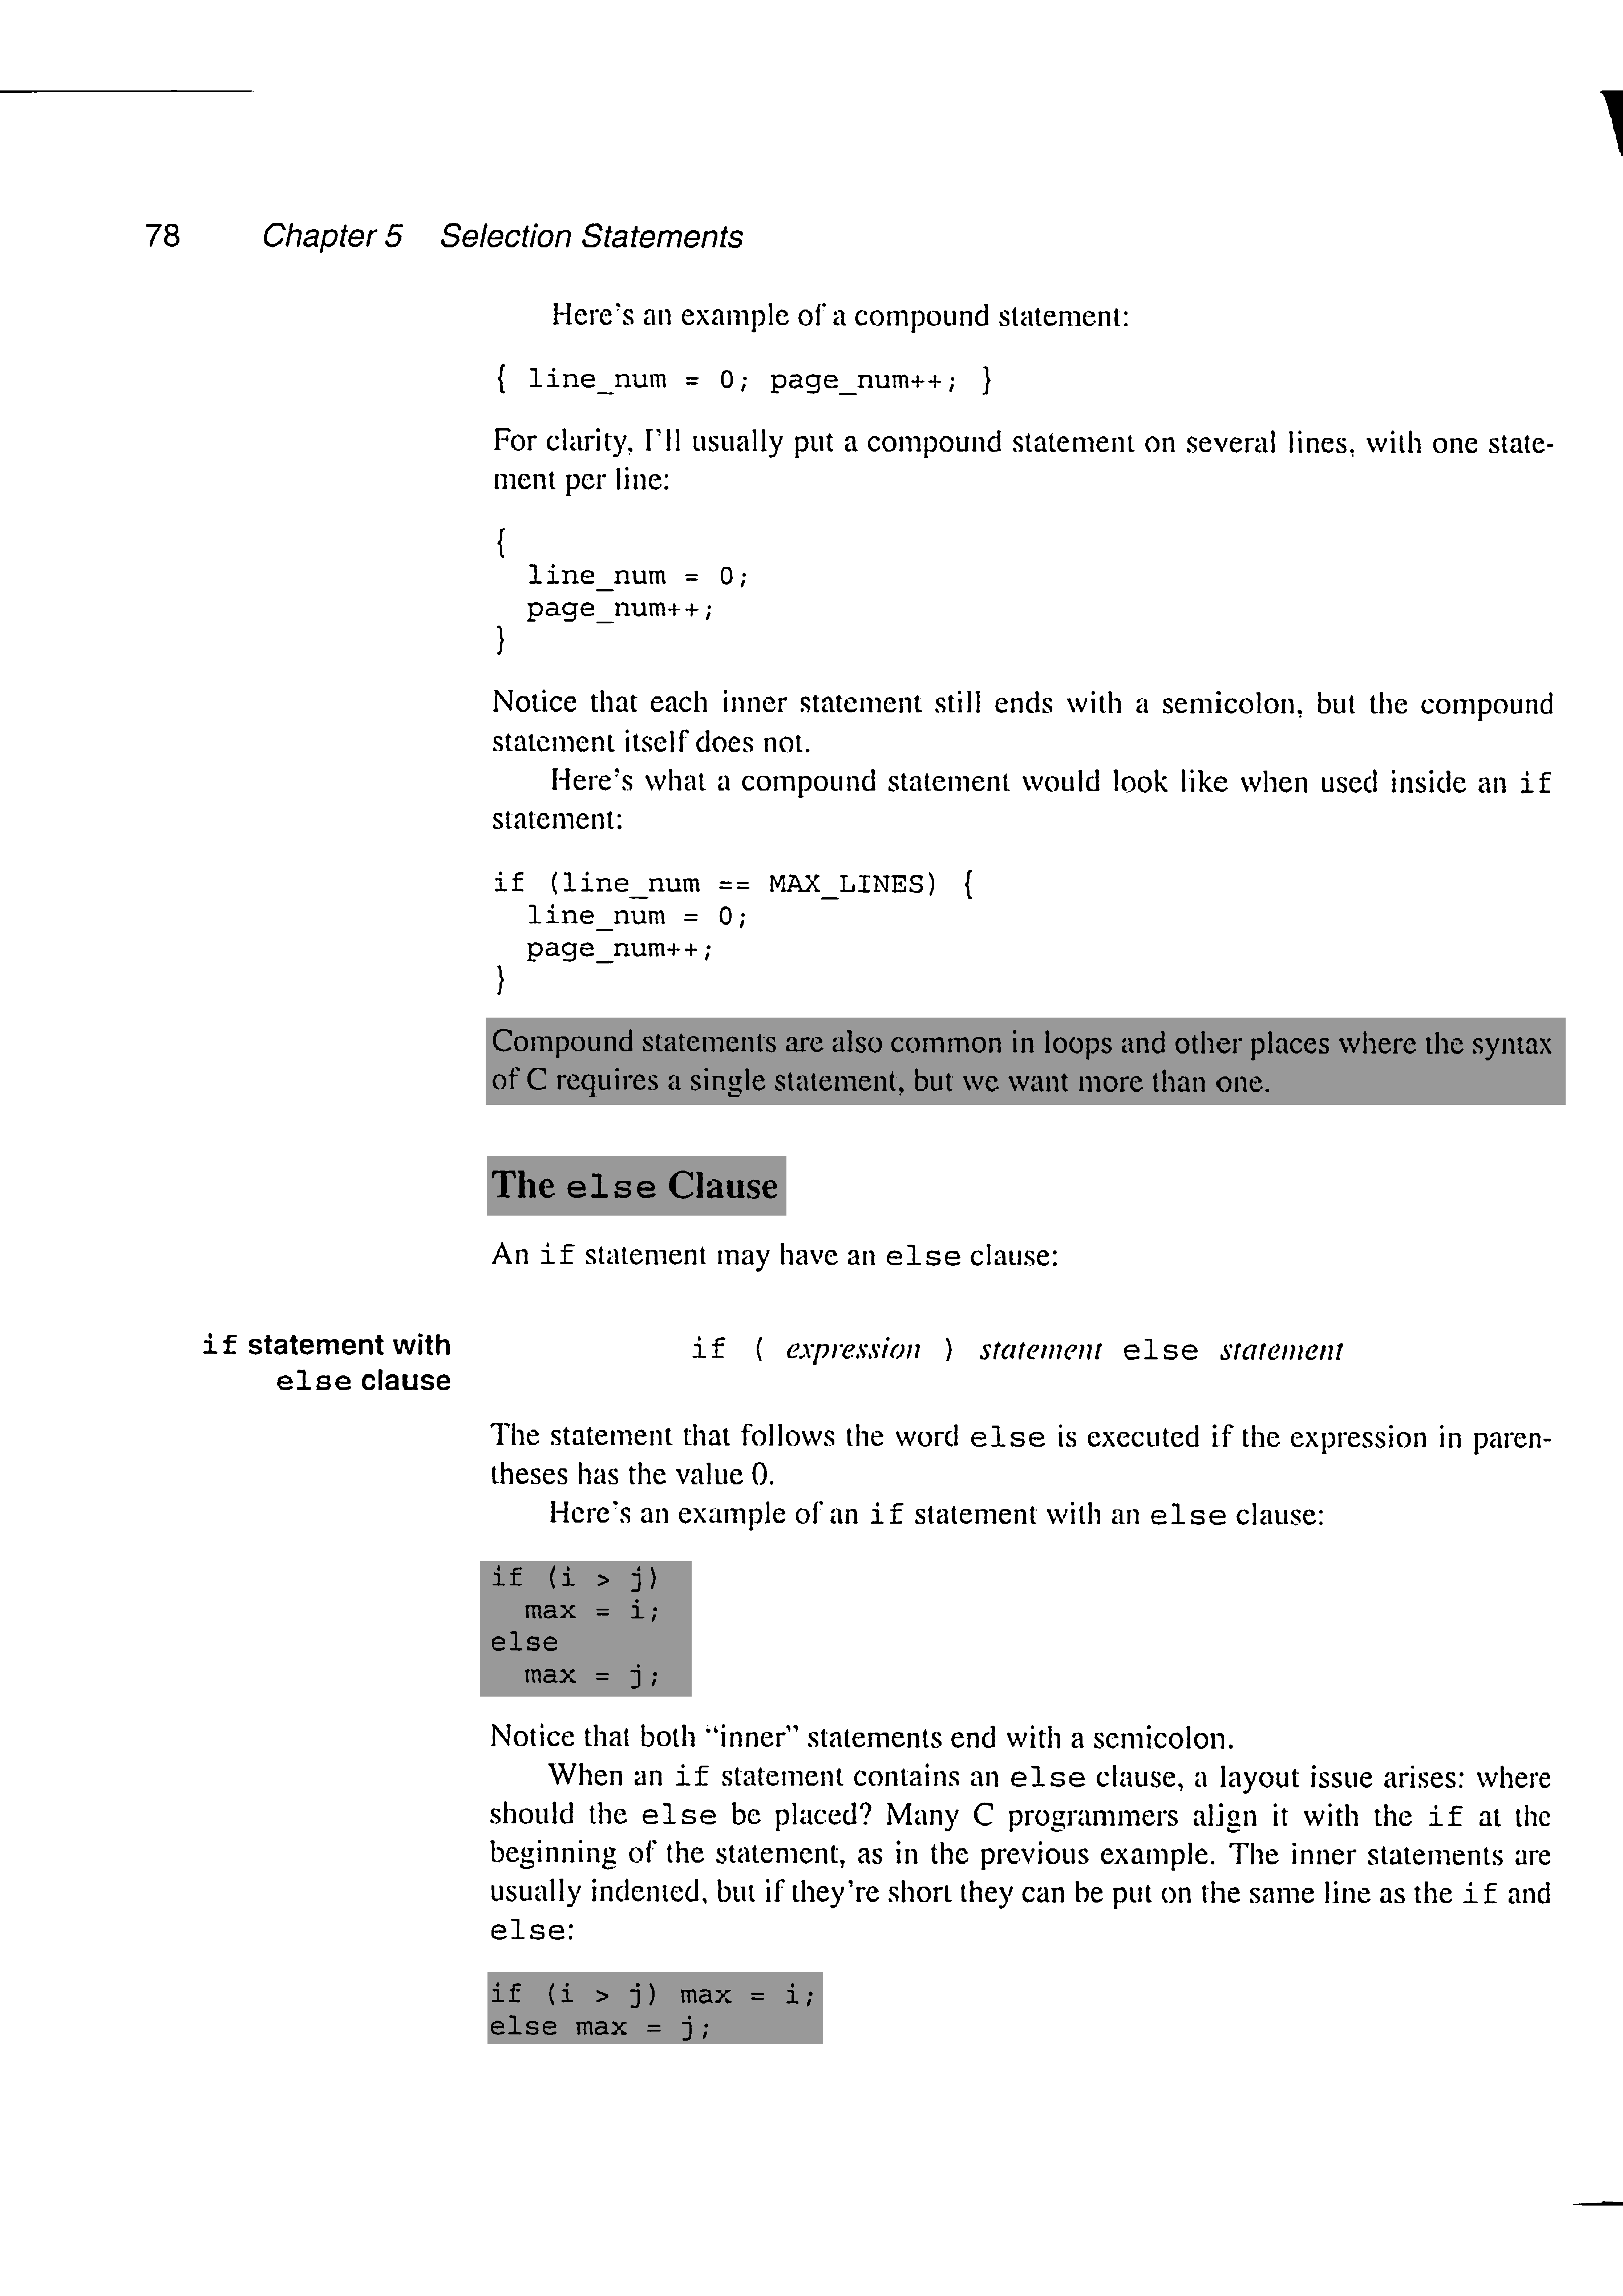 78 Chapter 5 Selection Statements
Here's an example of a compound statement:
{ line_num = 0; page_num++; }
For clarity, I'll usually put a compound statement on several lines, with one state-
ment per line:
{
  line_num = 0;
  page_num++;
}
Notice that each inner statement still ends with a semicolon, but the compound
statement itself does not.
Here's what a compound statement would look like when used inside an if
statement:
if (line_num == MAX_LINES) {
  line_num = 0;
  page_num++;
}
Compound statements are also common in loops and other places where the syntax
of C requires a single statement, but we want more than one.
The else Clause
An if statement may have an else clause:
if statement with
else clause
if ( expression ) statement else statement
The statement that follows the word else is executed if the expression in paren-
theses has the value 0.
Here's an example of an if statement with an else clause:
if (i > j)
  max = i;
else
  max = j;
Notice that both “inner” statements end with a semicolon.
When an if statement contains an else clause, a layout issue arises: where
should the else be placed? Many C programmers align it with the if at the
beginning of the statement, as in the previous example. The inner statements are
usually indented, but if they're short they can be put on the same line as the if and
else:
if (i > j) max = i;
else max = j;